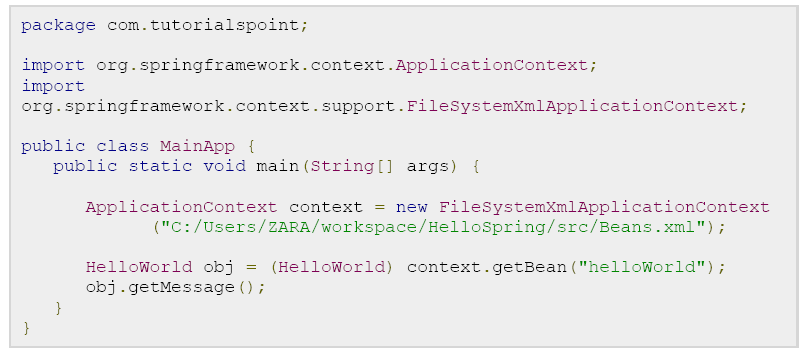 package com.tutorialspoint;
import org.springframework.context.ApplicationContext;
import
org.springframework.context.support.FileSystemXmlApplicationContext;
public class MainApp {
   public static void main(String[] args) {
      ApplicationContext context = new FileSystemXmlApplicationContext
            ("C:/Users/ZARA/workspace/HelloSpring/src/Beans.xml");
      HelloWorld obj = (HelloWorld) context.getBean("helloWorld");
      obj.getMessage();
   }
}